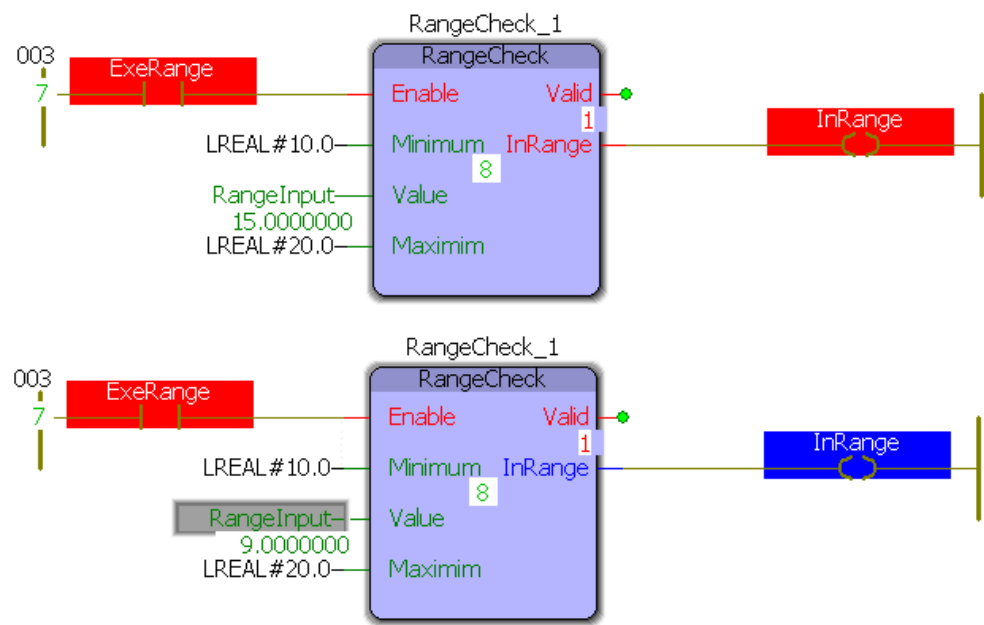 RangeCheck_1
003
ExeRange
RangeCheck
7
Enable
Valid
1
InRange
LREAL#10.0
Minimum
InRange
8
RangeInput
Value
15.0000000
LREAL#20.0
Maximim
RangeCheck_1
003
ExeRange
RangeCheck
7
Enable
Valid
1
InRange
LREAL#10.0
Minimum
InRange
8
RangeInput
Value
9.0000000
LREAL#20.0
Maximim